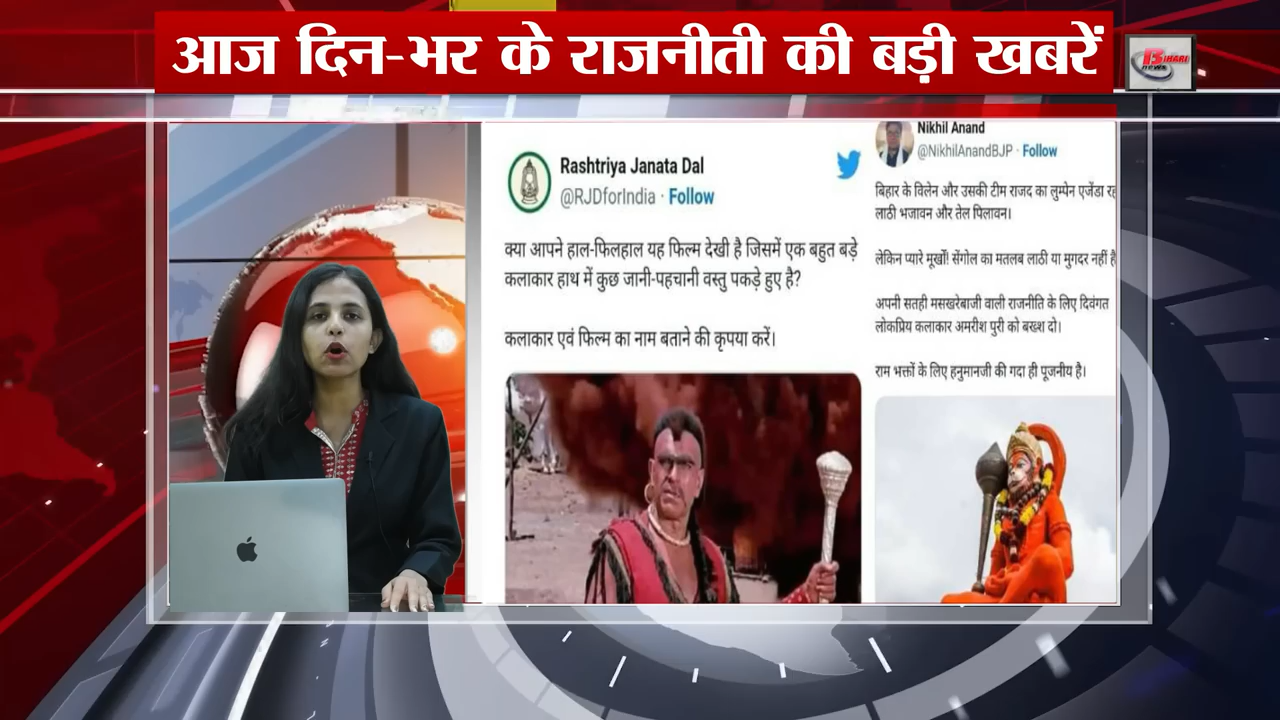 आज दिन-भर के राजनीती की बड़ी खबरें
BIHARI
news
Rashtriya Janata Dal
@RJDforIndia · Follow
क्या आपने हाल-फिलहाल यह फिल्म देखी है जिसमें एक बहुत बड़े
कलाकार हाथ में कुछ जानी-पहचानी वस्तु पकड़े हुए है?
कलाकार एवं फिल्म का नाम बताने की कृपया करें।
Nikhil Anand
@NikhilAnandBJP · Follow
बिहार के विलेन और उसकी टीम राजद का लुम्पेन एजेंडा
लाठी भजावन और तेल पिलावन।
लेकिन प्यारे मूर्खों! सेंगोल का मतलब लाठी या मुगदर नहीं है
अपनी सतही मसखरेबाजी वाली राजनीति के लिए दिवंगत
लोकप्रिय कलाकार अमरीश पुरी को बख्श दो।
राम भक्तों के लिए हनुमानजी की गदा ही पूजनीय है।